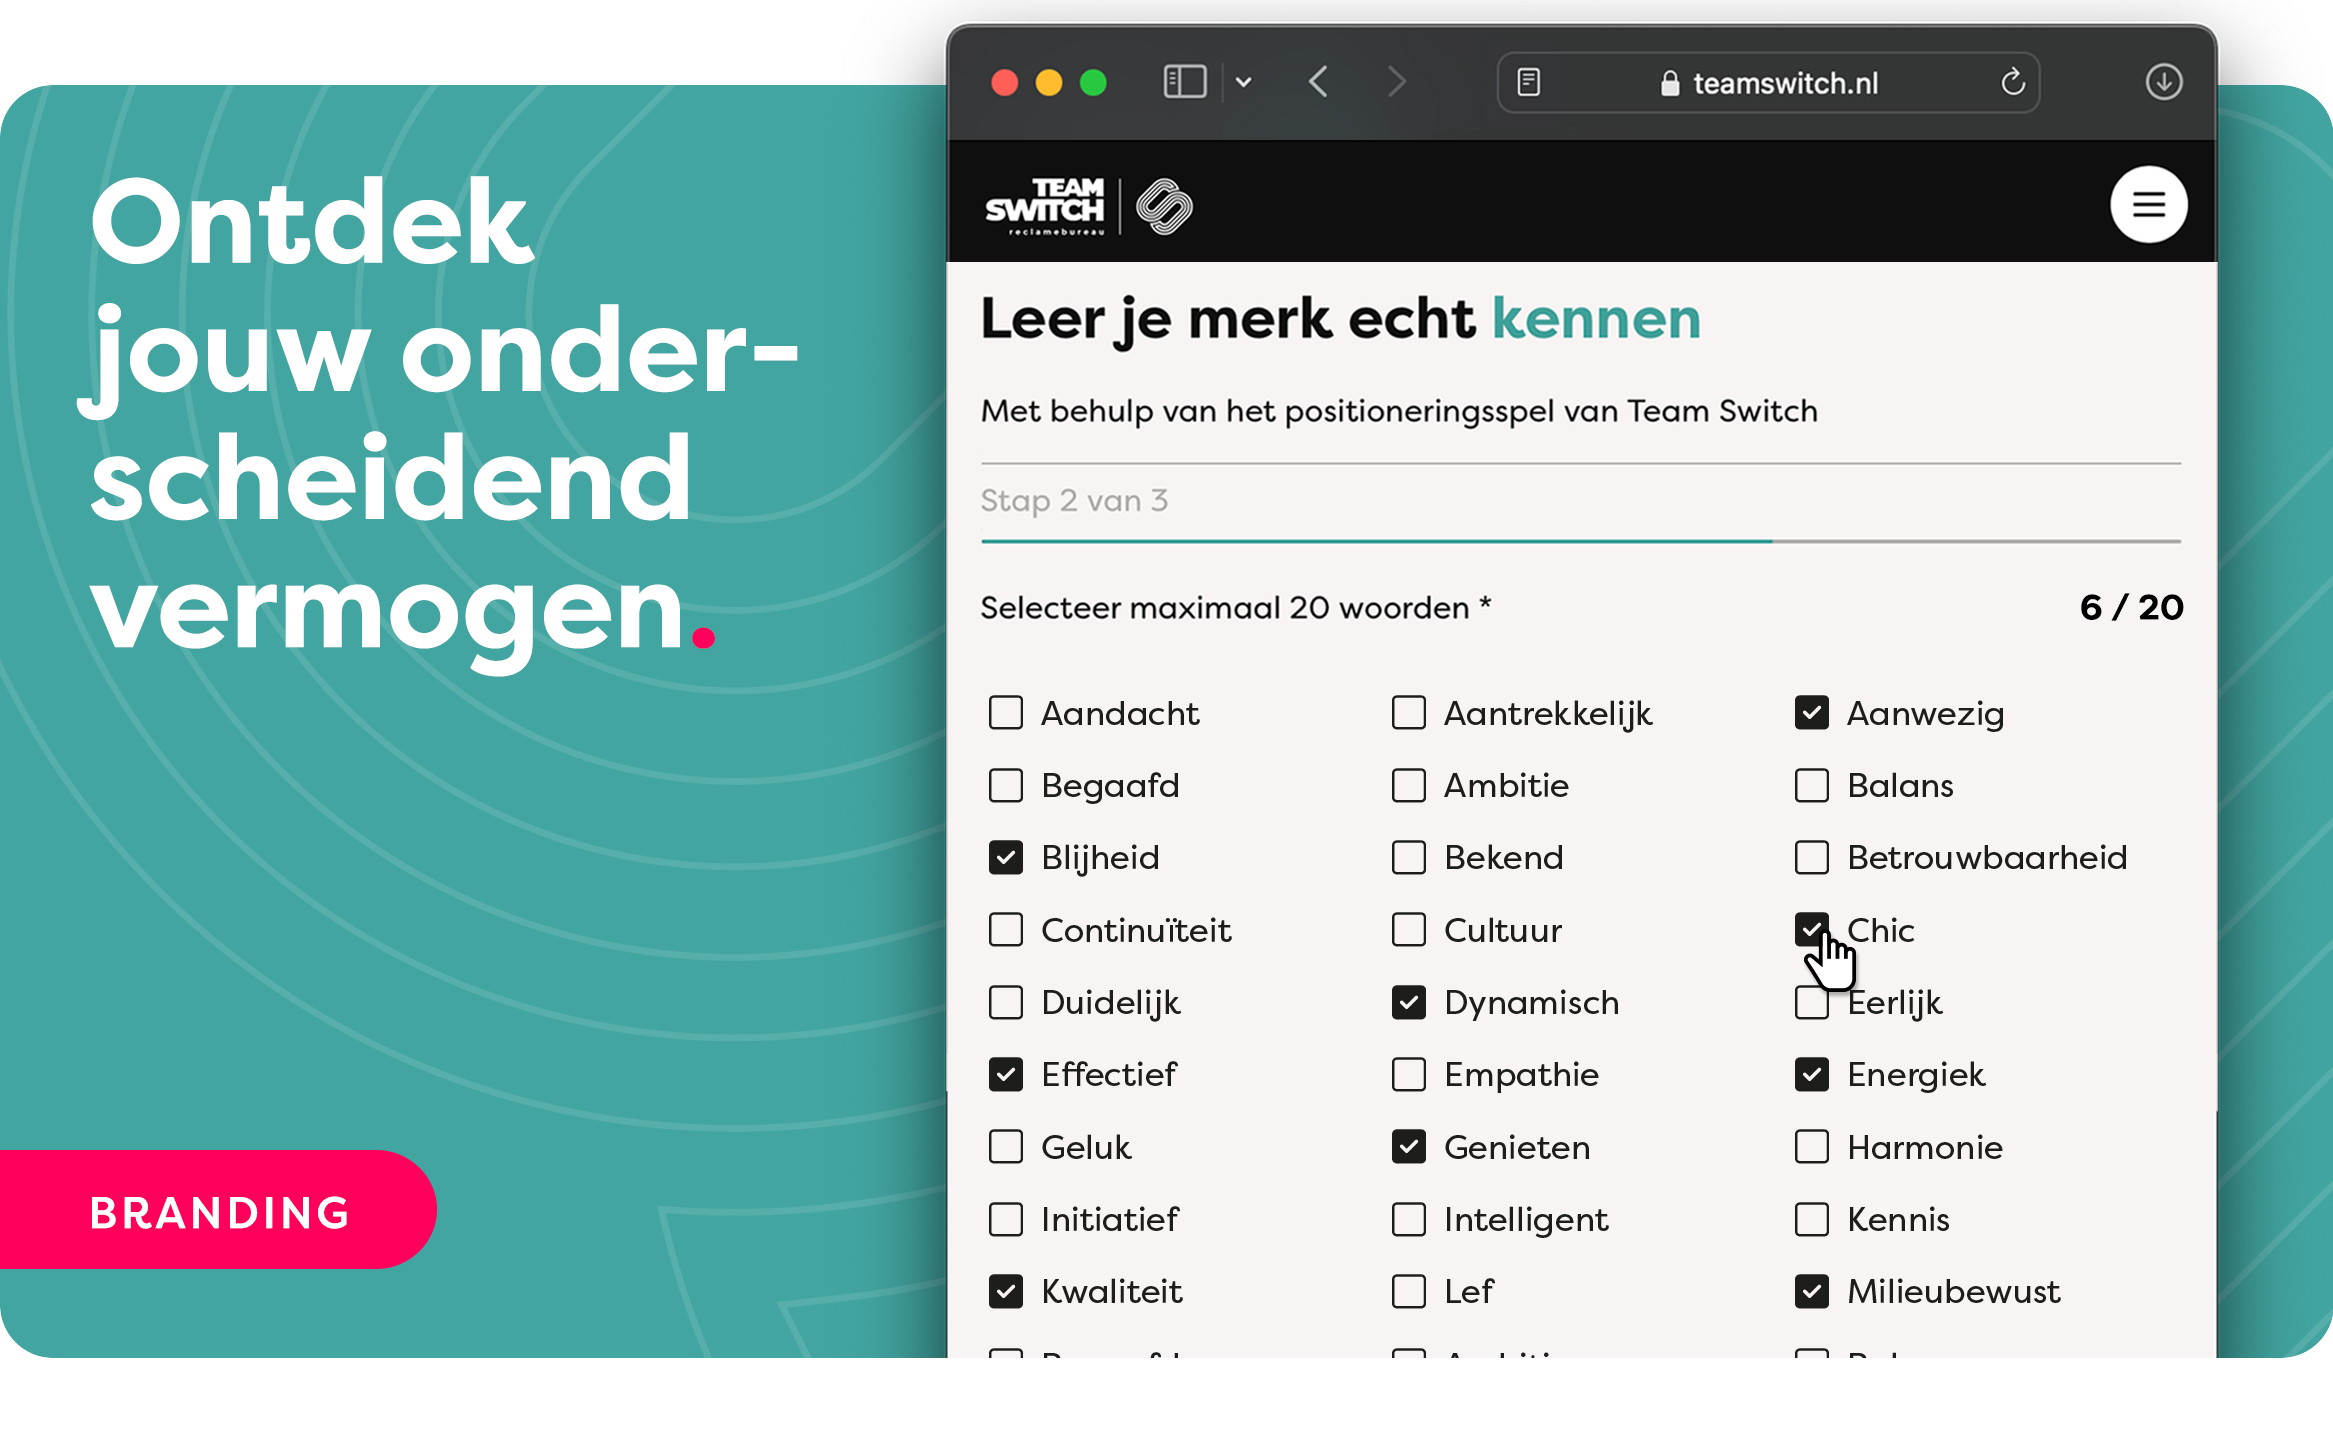 Ontdek
jouw onder-
scheidend
vermogen.
BRANDING
teamswitch.nl
TEAM
SWITCH
reclamebureau
Leer je merk echt kennen
Met behulp van het positioneringsspel van Team Switch
Stap 2 van 3
Selecteer maximaal 20 woorden * 6 / 20
Aandacht Aantrekkelijk Aanwezig
Begaafd Ambitie Balans
Blijheid Bekend Betrouwbaarheid
Continuïteit Cultuur Chic
Duidelijk Dynamisch Eerlijk
Effectief Empathie Energiek
Geluk Genieten Harmonie
Initiatief Intelligent Kennis
Kwaliteit Lef Milieubewust